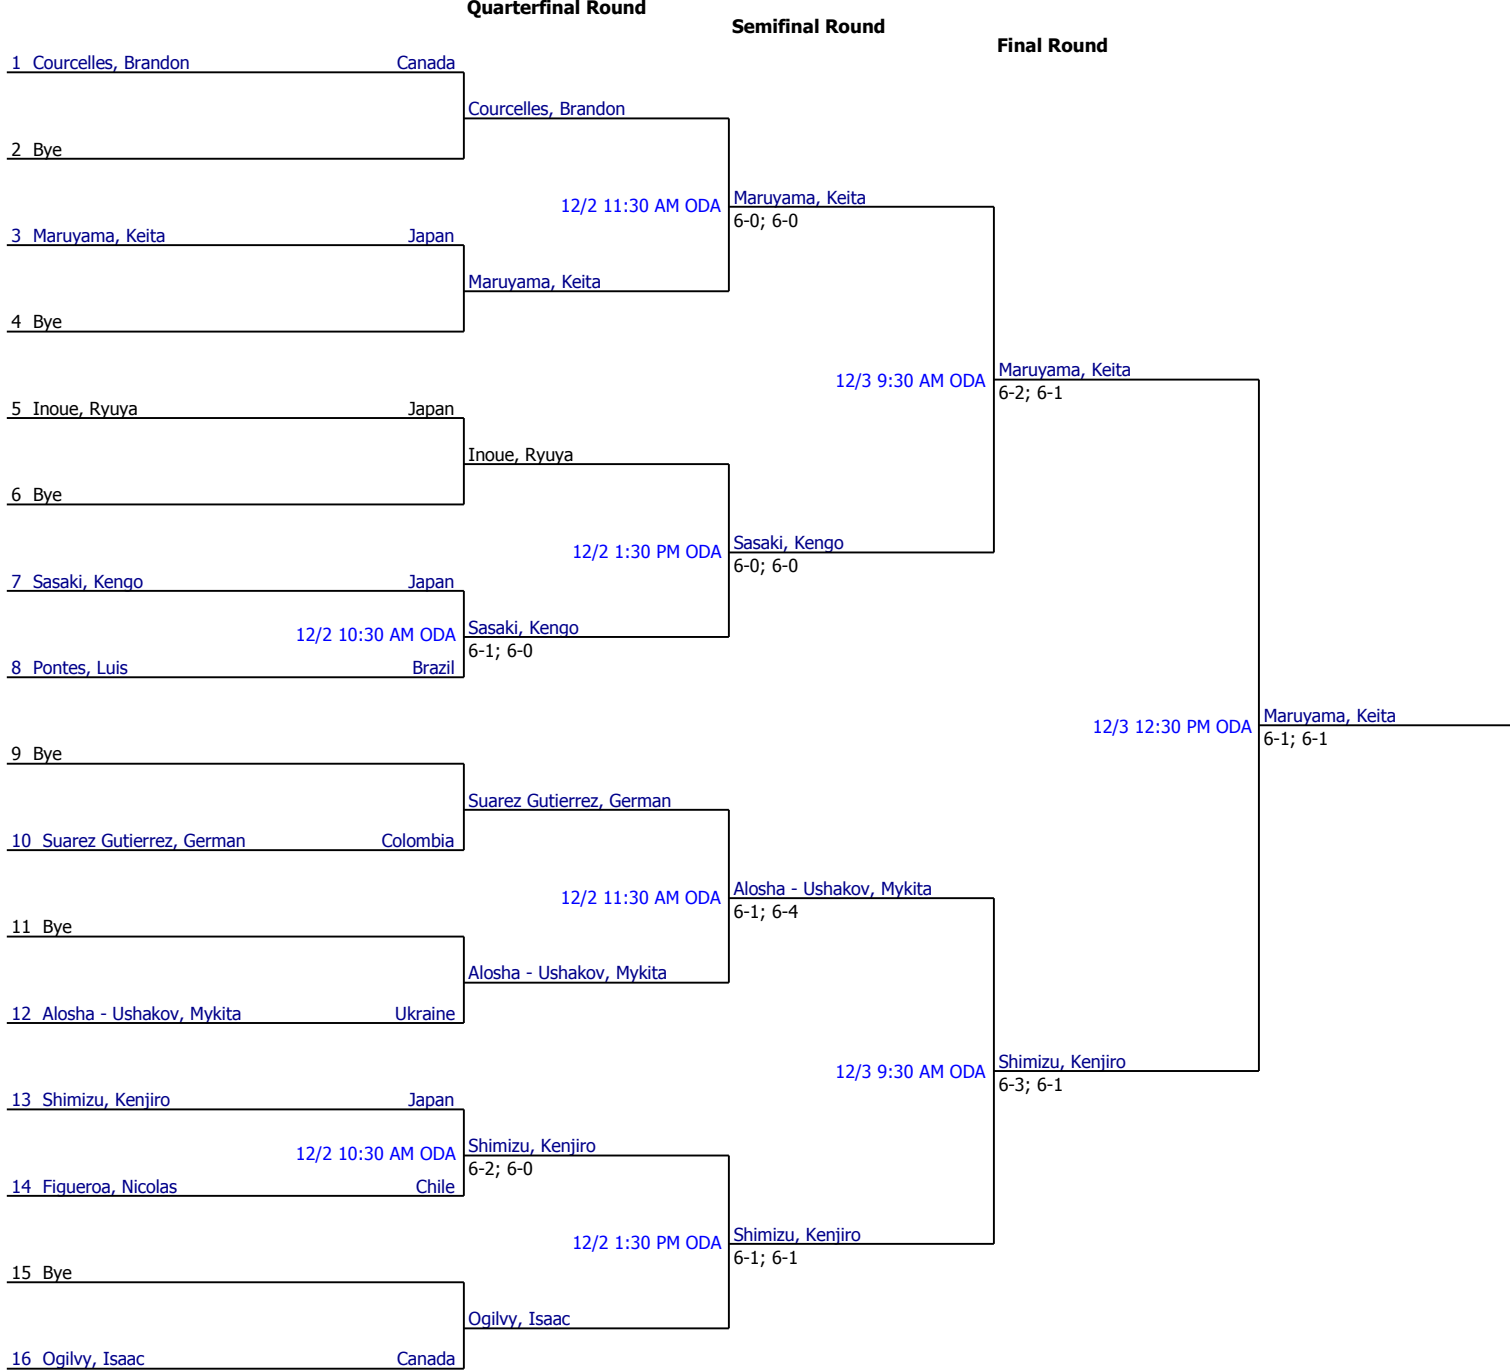 Quarterfinal Round
Semifinal Round
Final Round
1 Courcelles, Brandon Canada
Courcelles, Brandon
2 Bye
12/2 11:30 AM ODA Maruyama, Keita
6-0; 6-0
3 Maruyama, Keita Japan
Maruyama, Keita
4 Bye
12/3 9:30 AM ODA Maruyama, Keita
6-2; 6-1
5 Inoue, Ryuya Japan
Inoue, Ryuya
6 Bye
12/2 1:30 PM ODA Sasaki, Kengo
6-0; 6-0
7 Sasaki, Kengo Japan
12/2 10:30 AM ODA Sasaki, Kengo
6-1; 6-0
8 Pontes, Luis Brazil
12/3 12:30 PM ODA Maruyama, Keita
6-1; 6-1
9 Bye
Suarez Gutierrez, German
10 Suarez Gutierrez, German Colombia
12/2 11:30 AM ODA Alosha - Ushakov, Mykita
6-1; 6-4
11 Bye
Alosha - Ushakov, Mykita
12 Alosha - Ushakov, Mykita Ukraine
12/3 9:30 AM ODA Shimizu, Kenjiro
6-3; 6-1
13 Shimizu, Kenjiro Japan
12/2 10:30 AM ODA Shimizu, Kenjiro
6-2; 6-0
14 Figueroa, Nicolas Chile
12/2 1:30 PM ODA Shimizu, Kenjiro
6-1; 6-1
15 Bye
Ogilvy, Isaac
16 Ogilvy, Isaac Canada